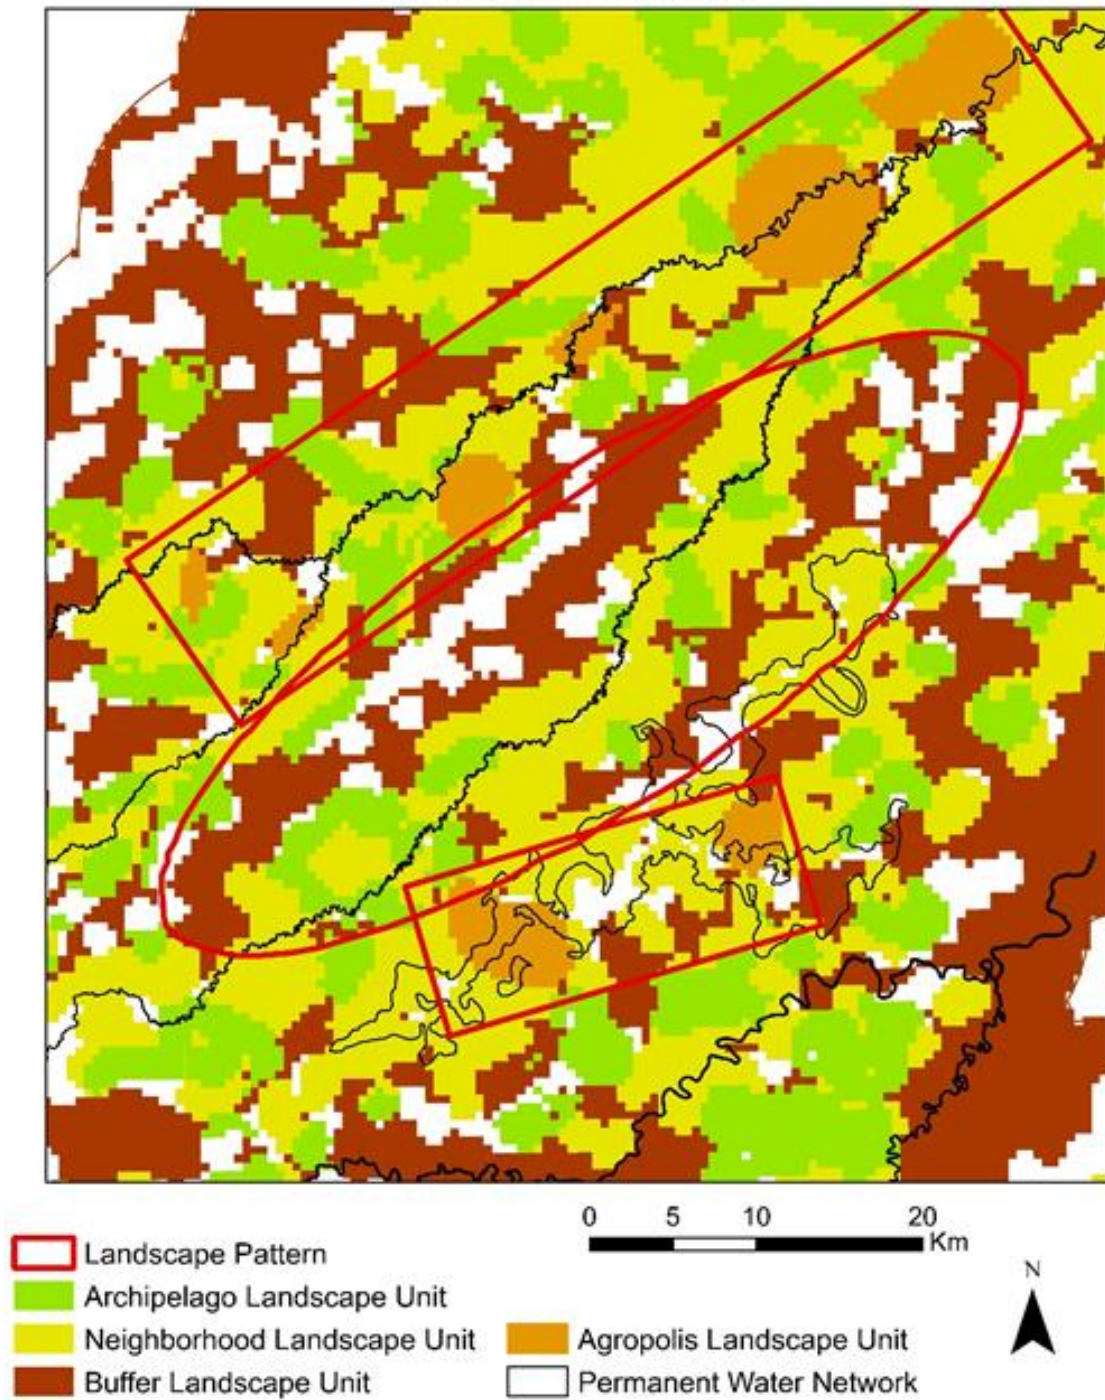 0 5 10 20
Km
Landscape Pattern
N
Archipelago Landscape Unit
Neighborhood Landscape Unit
Agropolis Landscape Unit
Buffer Landscape Unit
Permanent Water Network